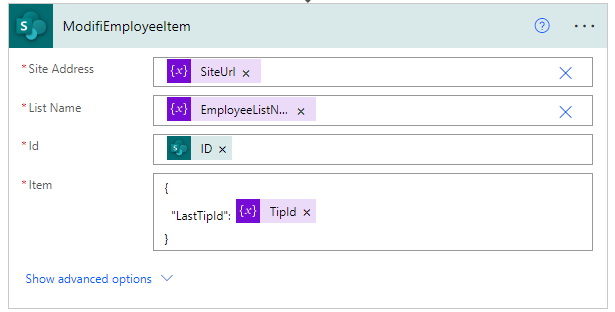 ModifiEmployeeItem
* Site Address {x} SiteUrl ×
* List Name {x} EmployeeListN... ×
* Id ID ×
* Item {
"LastTipId": {x} TipId ×
}
Show advanced options